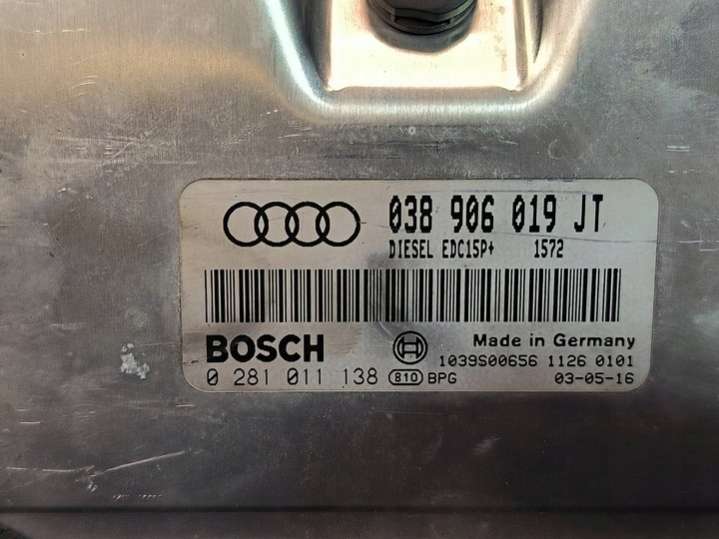 038 906 019 JT
DIESEL EDC15P+ 1572
BOSCH
Made in Germany
1039S00656 1126 0101
0 281 011 138 810 BPG 03-05-16